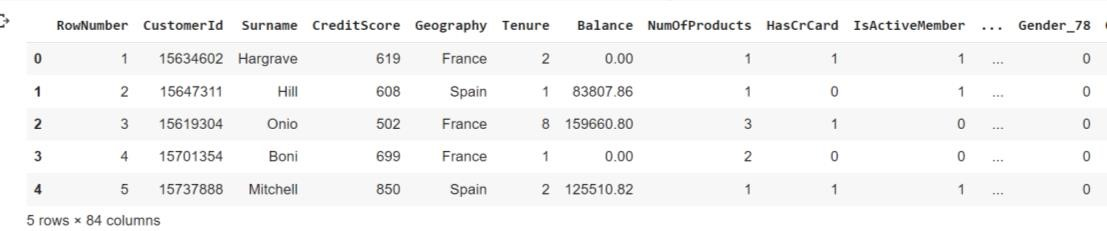 RowNumber CustomerId Surname CreditScore Geography Tenure Balance NumOfProducts HasCrCard IsActiveMember ... Gender_78
0 1 15634602 Hargrave 619 France 2 0.00 1 1 1 ... 0
1 2 15647311 Hill 608 Spain 1 83807.86 1 0 1 ... 0
2 3 15619304 Onio 502 France 8 159660.80 3 1 0 ... 0
3 4 15701354 Boni 699 France 1 0.00 2 0 0 ... 0
4 5 15737888 Mitchell 850 Spain 2 125510.82 1 1 1 ... 0
5 rows × 84 columns